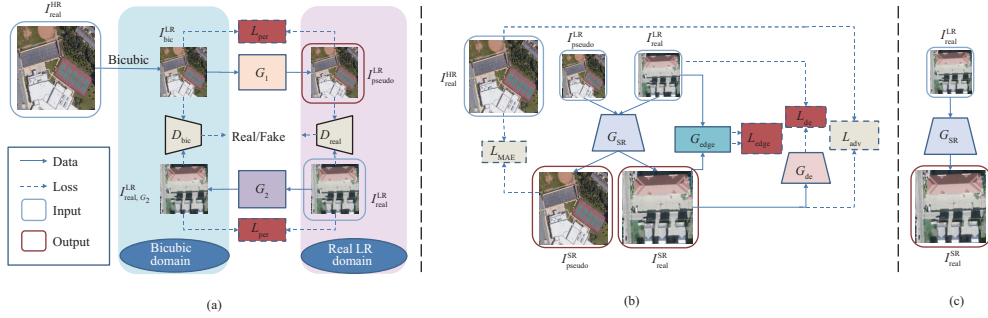 I^HR_real
Bicubic
I^LR_bic
L_per
G_1
I^LR_pseudo
D_bic
Real/Fake
D_real
I^LR_real, G_2
G_2
I^LR_real
L_per
Data
Loss
Input
Output
Bicubic
domain
Real LR
domain
(a)
I^HR_real
I^LR_pseudo
I^LR_real
G_SR
G_edge
L_edge
L_de
L_adv
L_MAE
G_de
I^SR_pseudo
I^SR_real
(b)
I^LR_real
G_SR
I^SR_real
(c)